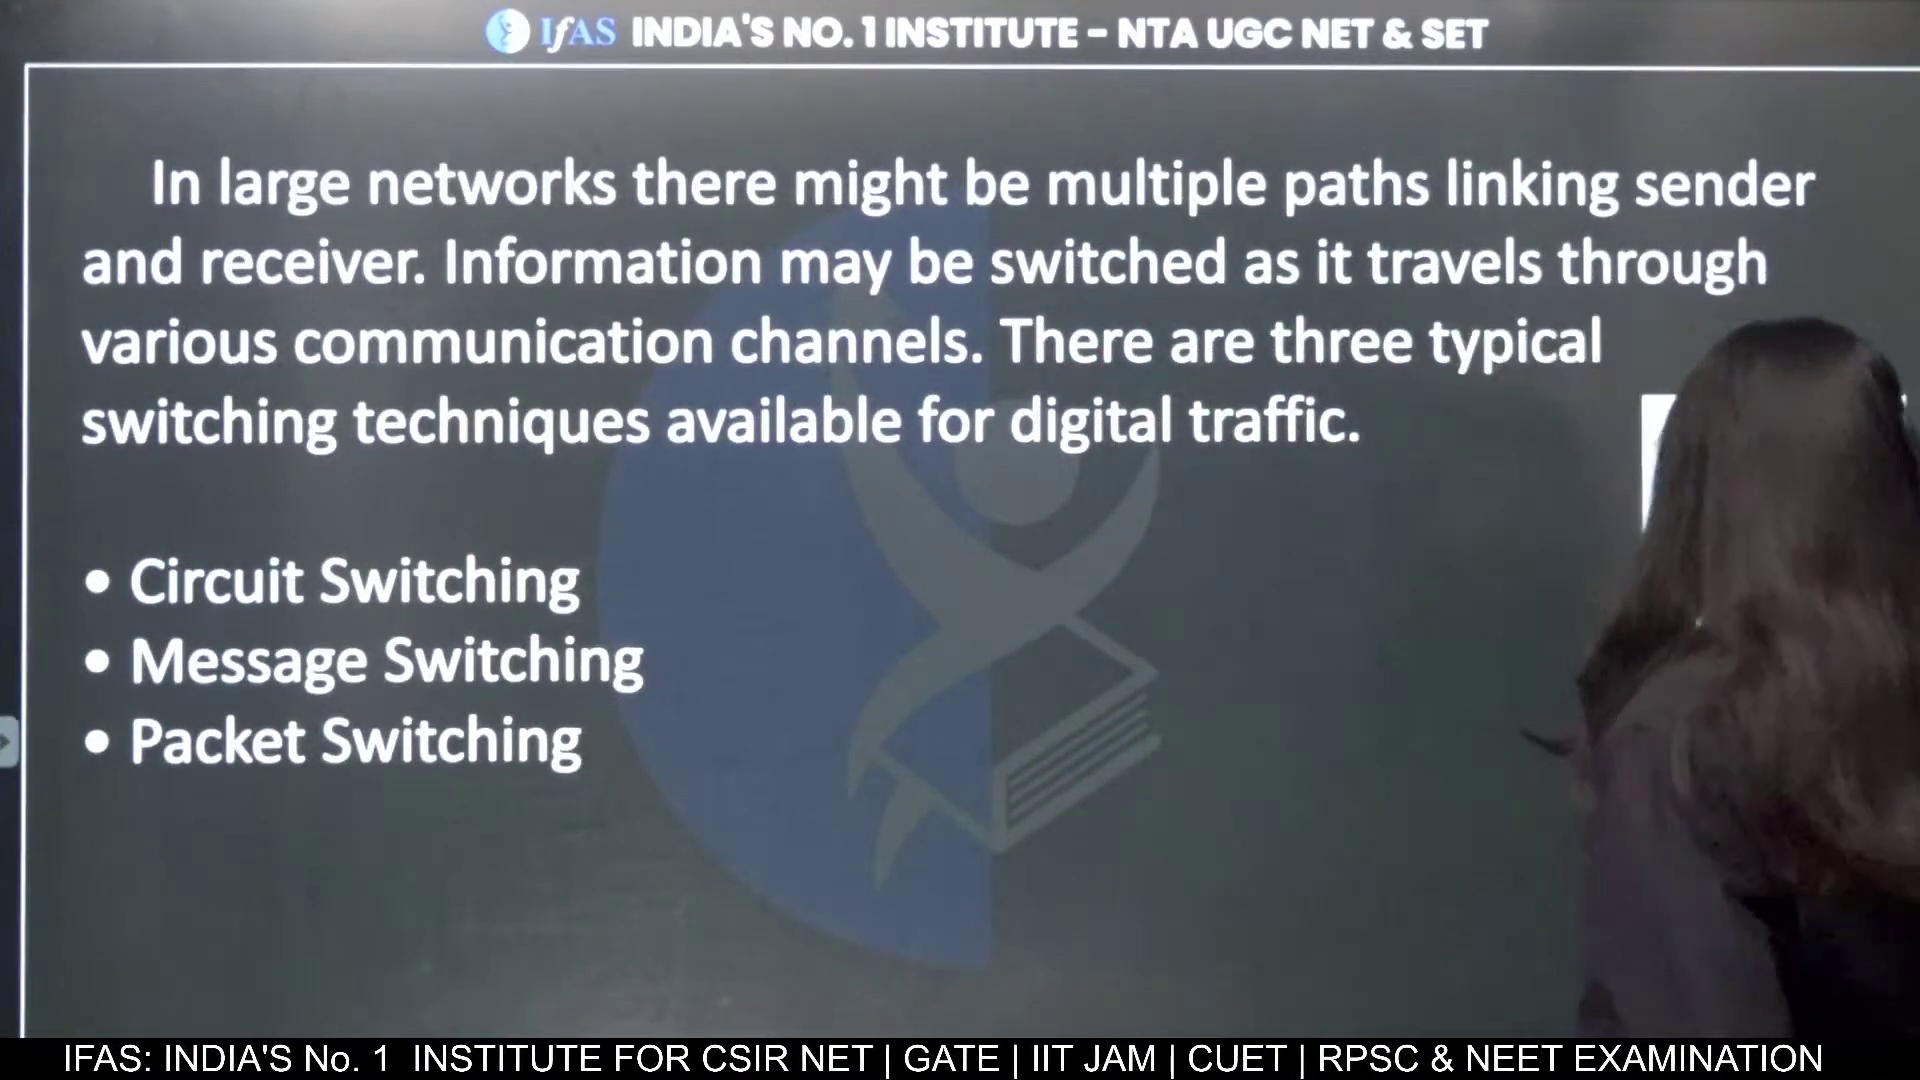 IfAS INDIA'S NO. 1 INSTITUTE - NTA UGC NET & SET
In large networks there might be multiple paths linking sender
and receiver. Information may be switched as it travels through
various communication channels. There are three typical
switching techniques available for digital traffic.
• Circuit Switching
• Message Switching
• Packet Switching
IFAS: INDIA'S No. 1 INSTITUTE FOR CSIR NET | GATE | IIT JAM | CUET | RPSC & NEET EXAMINATION